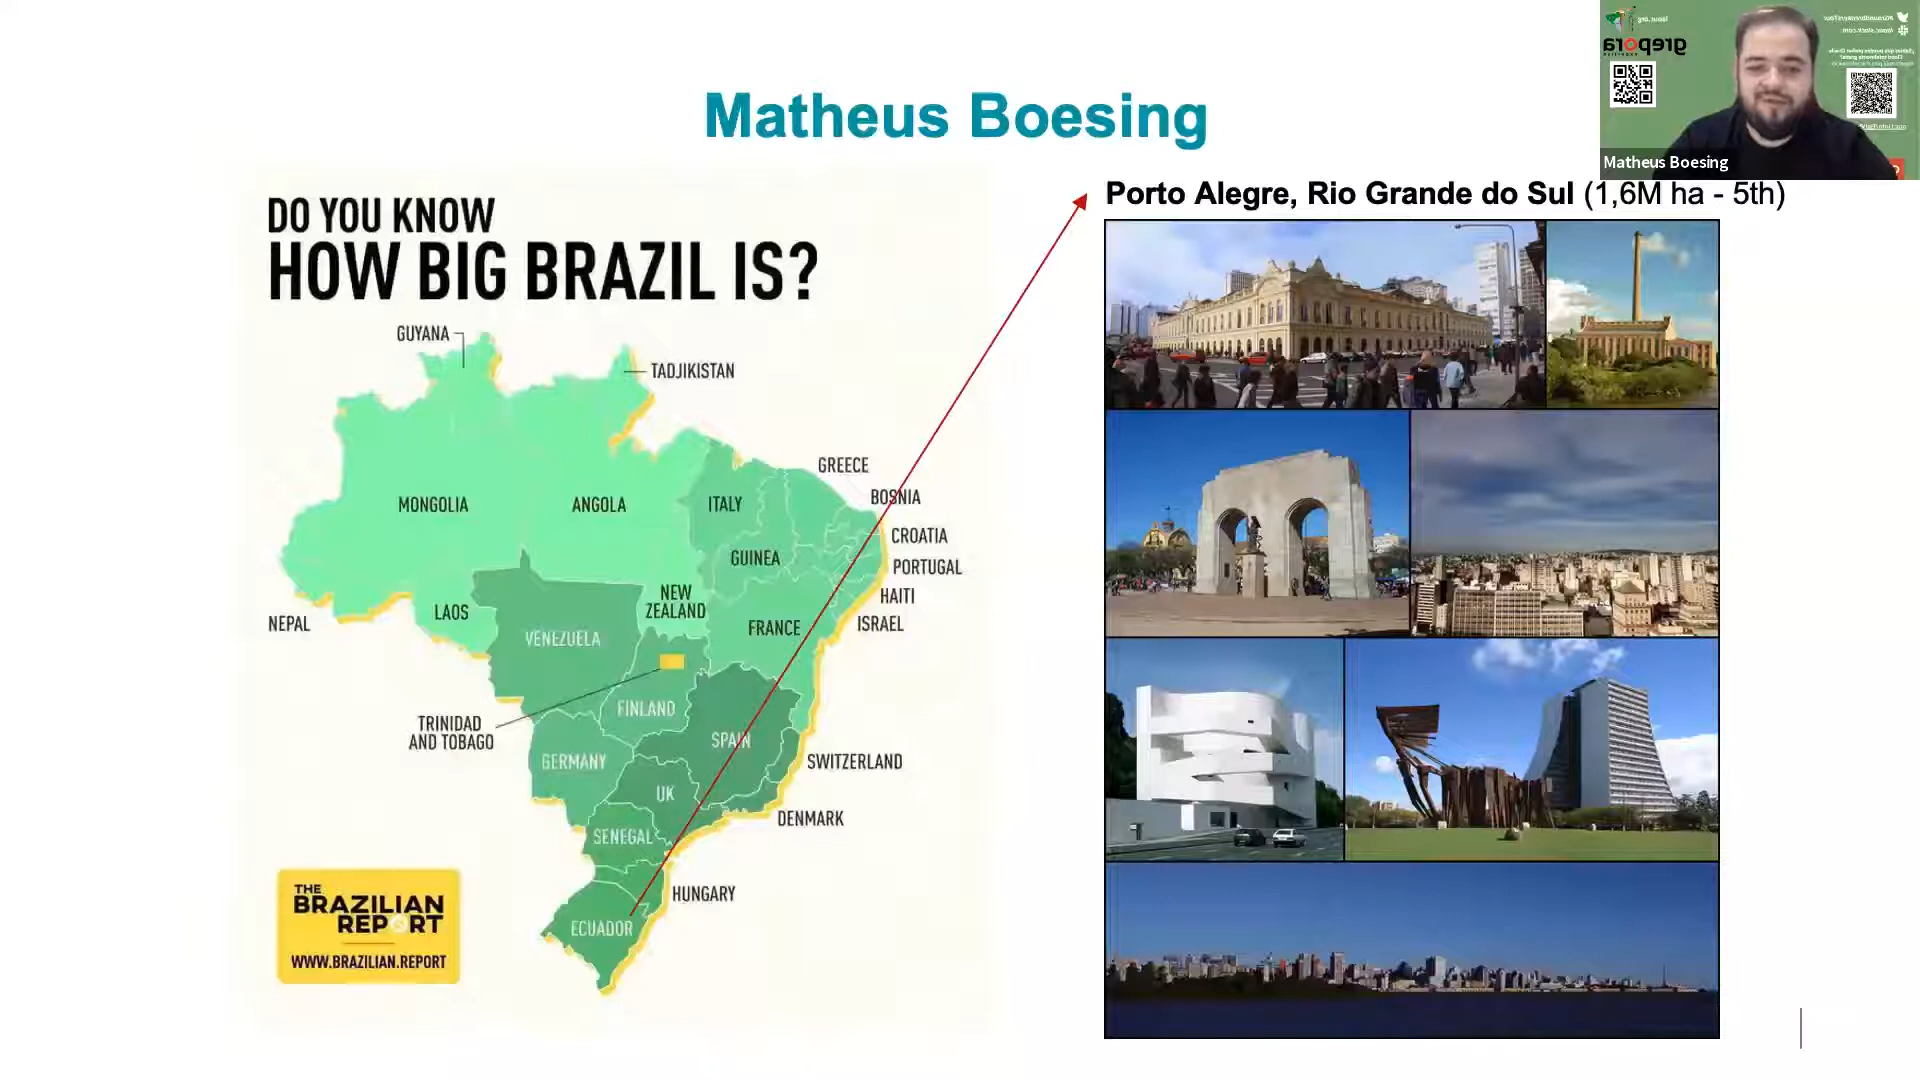 Matheus Boesing
DO YOU KNOW
HOW BIG BRAZIL IS?
GUYANA
TADJIKISTAN
GREECE
BOSNIA
MONGOLIA
ANGOLA
ITALY
CROATIA
GUINEA
PORTUGAL
NEW
ZEALAND
HAITI
LAOS
NEPAL
FRANCE
ISRAEL
VENEZUELA
FINLAND
TRINIDAD
AND TOBAGO
SPAIN
GERMANY
SWITZERLAND
UK
DENMARK
SENEGAL
HUNGARY
ECUADOR
THE
BRAZILIAN
REPORT
WWW.BRAZILIAN.REPORT
Porto Alegre, Rio Grande do Sul (1,6M ha - 5th)
grepora
Matheus Boesing